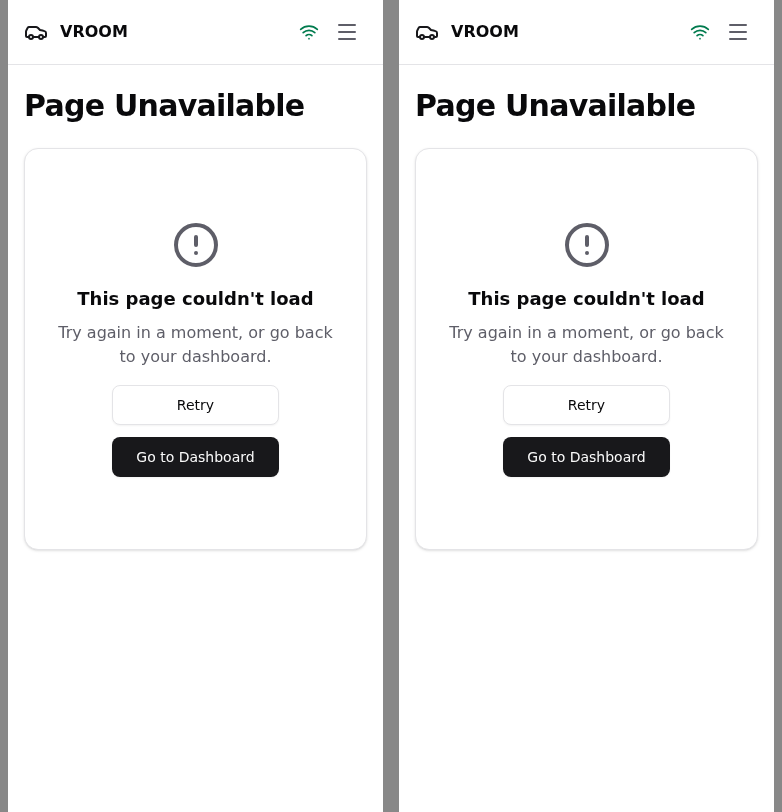 VROOM
Page Unavailable
This page couldn't load
Try again in a moment, or go back
to your dashboard.
Retry
Go to Dashboard
VROOM
Page Unavailable
This page couldn't load
Try again in a moment, or go back
to your dashboard.
Retry
Go to Dashboard